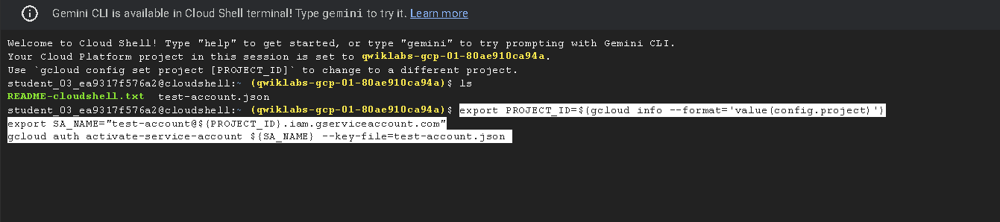 Gemini CLI is available in Cloud Shell terminal! Type gemini to try it. Learn more
Welcome to Cloud Shell! Type "help" to get started, or type "gemini" to try prompting with Gemini CLI.
Your Cloud Platform project in this session is set to qwiklabs-gcp-01-80ae910ca94a.
Use `gcloud config set project [PROJECT_ID]` to change to a different project.
student_03_ea9317f576a2@cloudshell:~ (qwiklabs-gcp-01-80ae910ca94a)$ ls
README-cloudshell.txt  test-account.json
student_03_ea9317f576a2@cloudshell:~ (qwiklabs-gcp-01-80ae910ca94a)$ export PROJECT_ID=$(gcloud info --format='value(config.project)')
export SA_NAME="test-account@${PROJECT_ID}.iam.gserviceaccount.com"
gcloud auth activate-service-account ${SA_NAME} --key-file=test-account.json